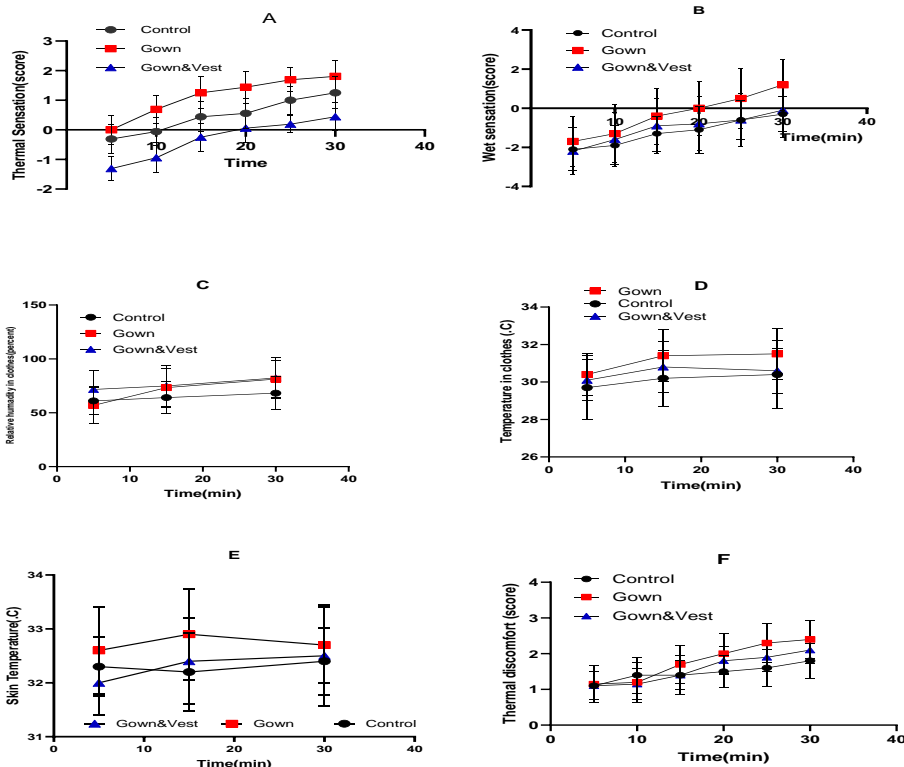 A
Control
Gown
Gown&Vest
Thermal Sensation(score)
3
2
1
0
-1
-2
10
20
30
40
Time
B
Control
Gown
Gown&Vest
Wet sensation(score)
4
2
0
-2
-4
10
20
30
40
Time(min)
C
Control
Gown
Gown&Vest
Relative humidity in clothes(percent)
150
100
50
0
0
10
20
30
40
Time(min)
D
Gown
Control
Gown&Vest
Temperature in clothes (.C)
34
32
30
28
26
0
10
20
30
40
Time(min)
E
Skin Temperature(.C)
34
33
32
31
Gown&Vest
Gown
Control
0
10
20
30
40
Time(min)
F
Control
Gown
Gown&Vest
Thermal discomfort (score)
4
3
2
1
0
0
10
20
30
40
Time(min)